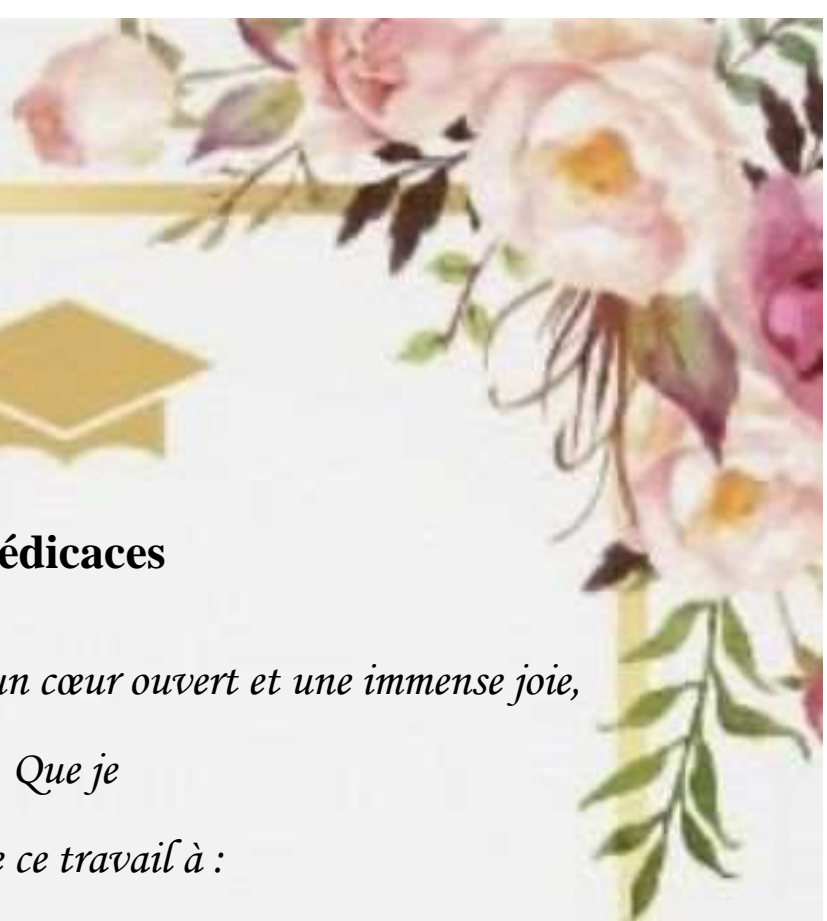 édicaces
un cœur ouvert et une immense joie,
Que je
ce travail à :